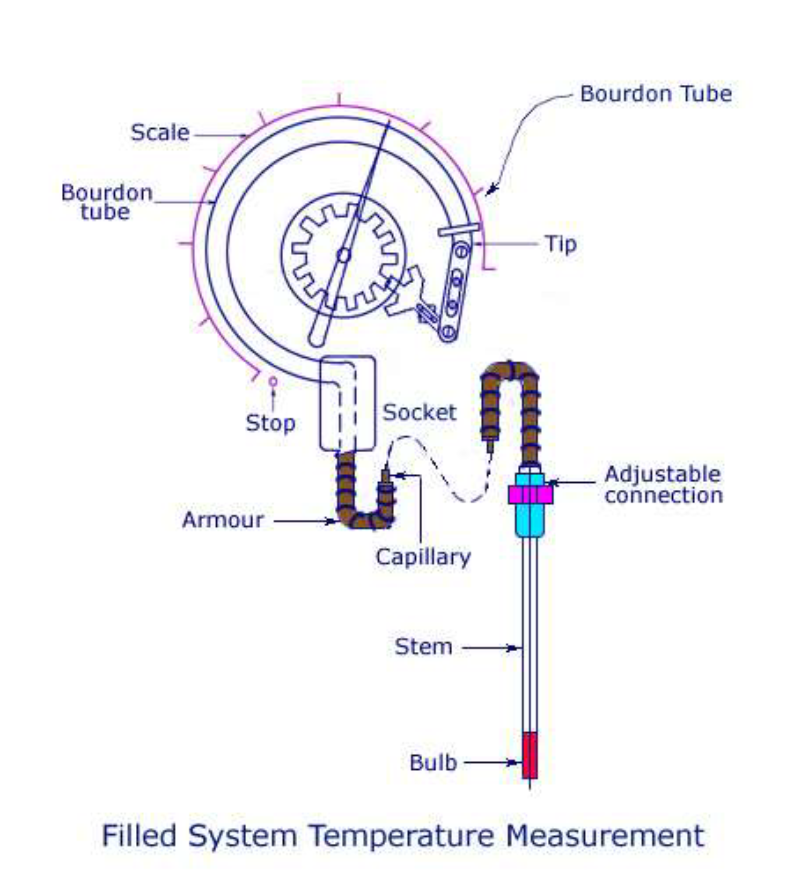 Bourdon Tube
Scale
Bourdon
tube
Tip
Stop
Socket
Adjustable
connection
Armour
Capillary
Stem
Bulb
Filled System Temperature Measurement